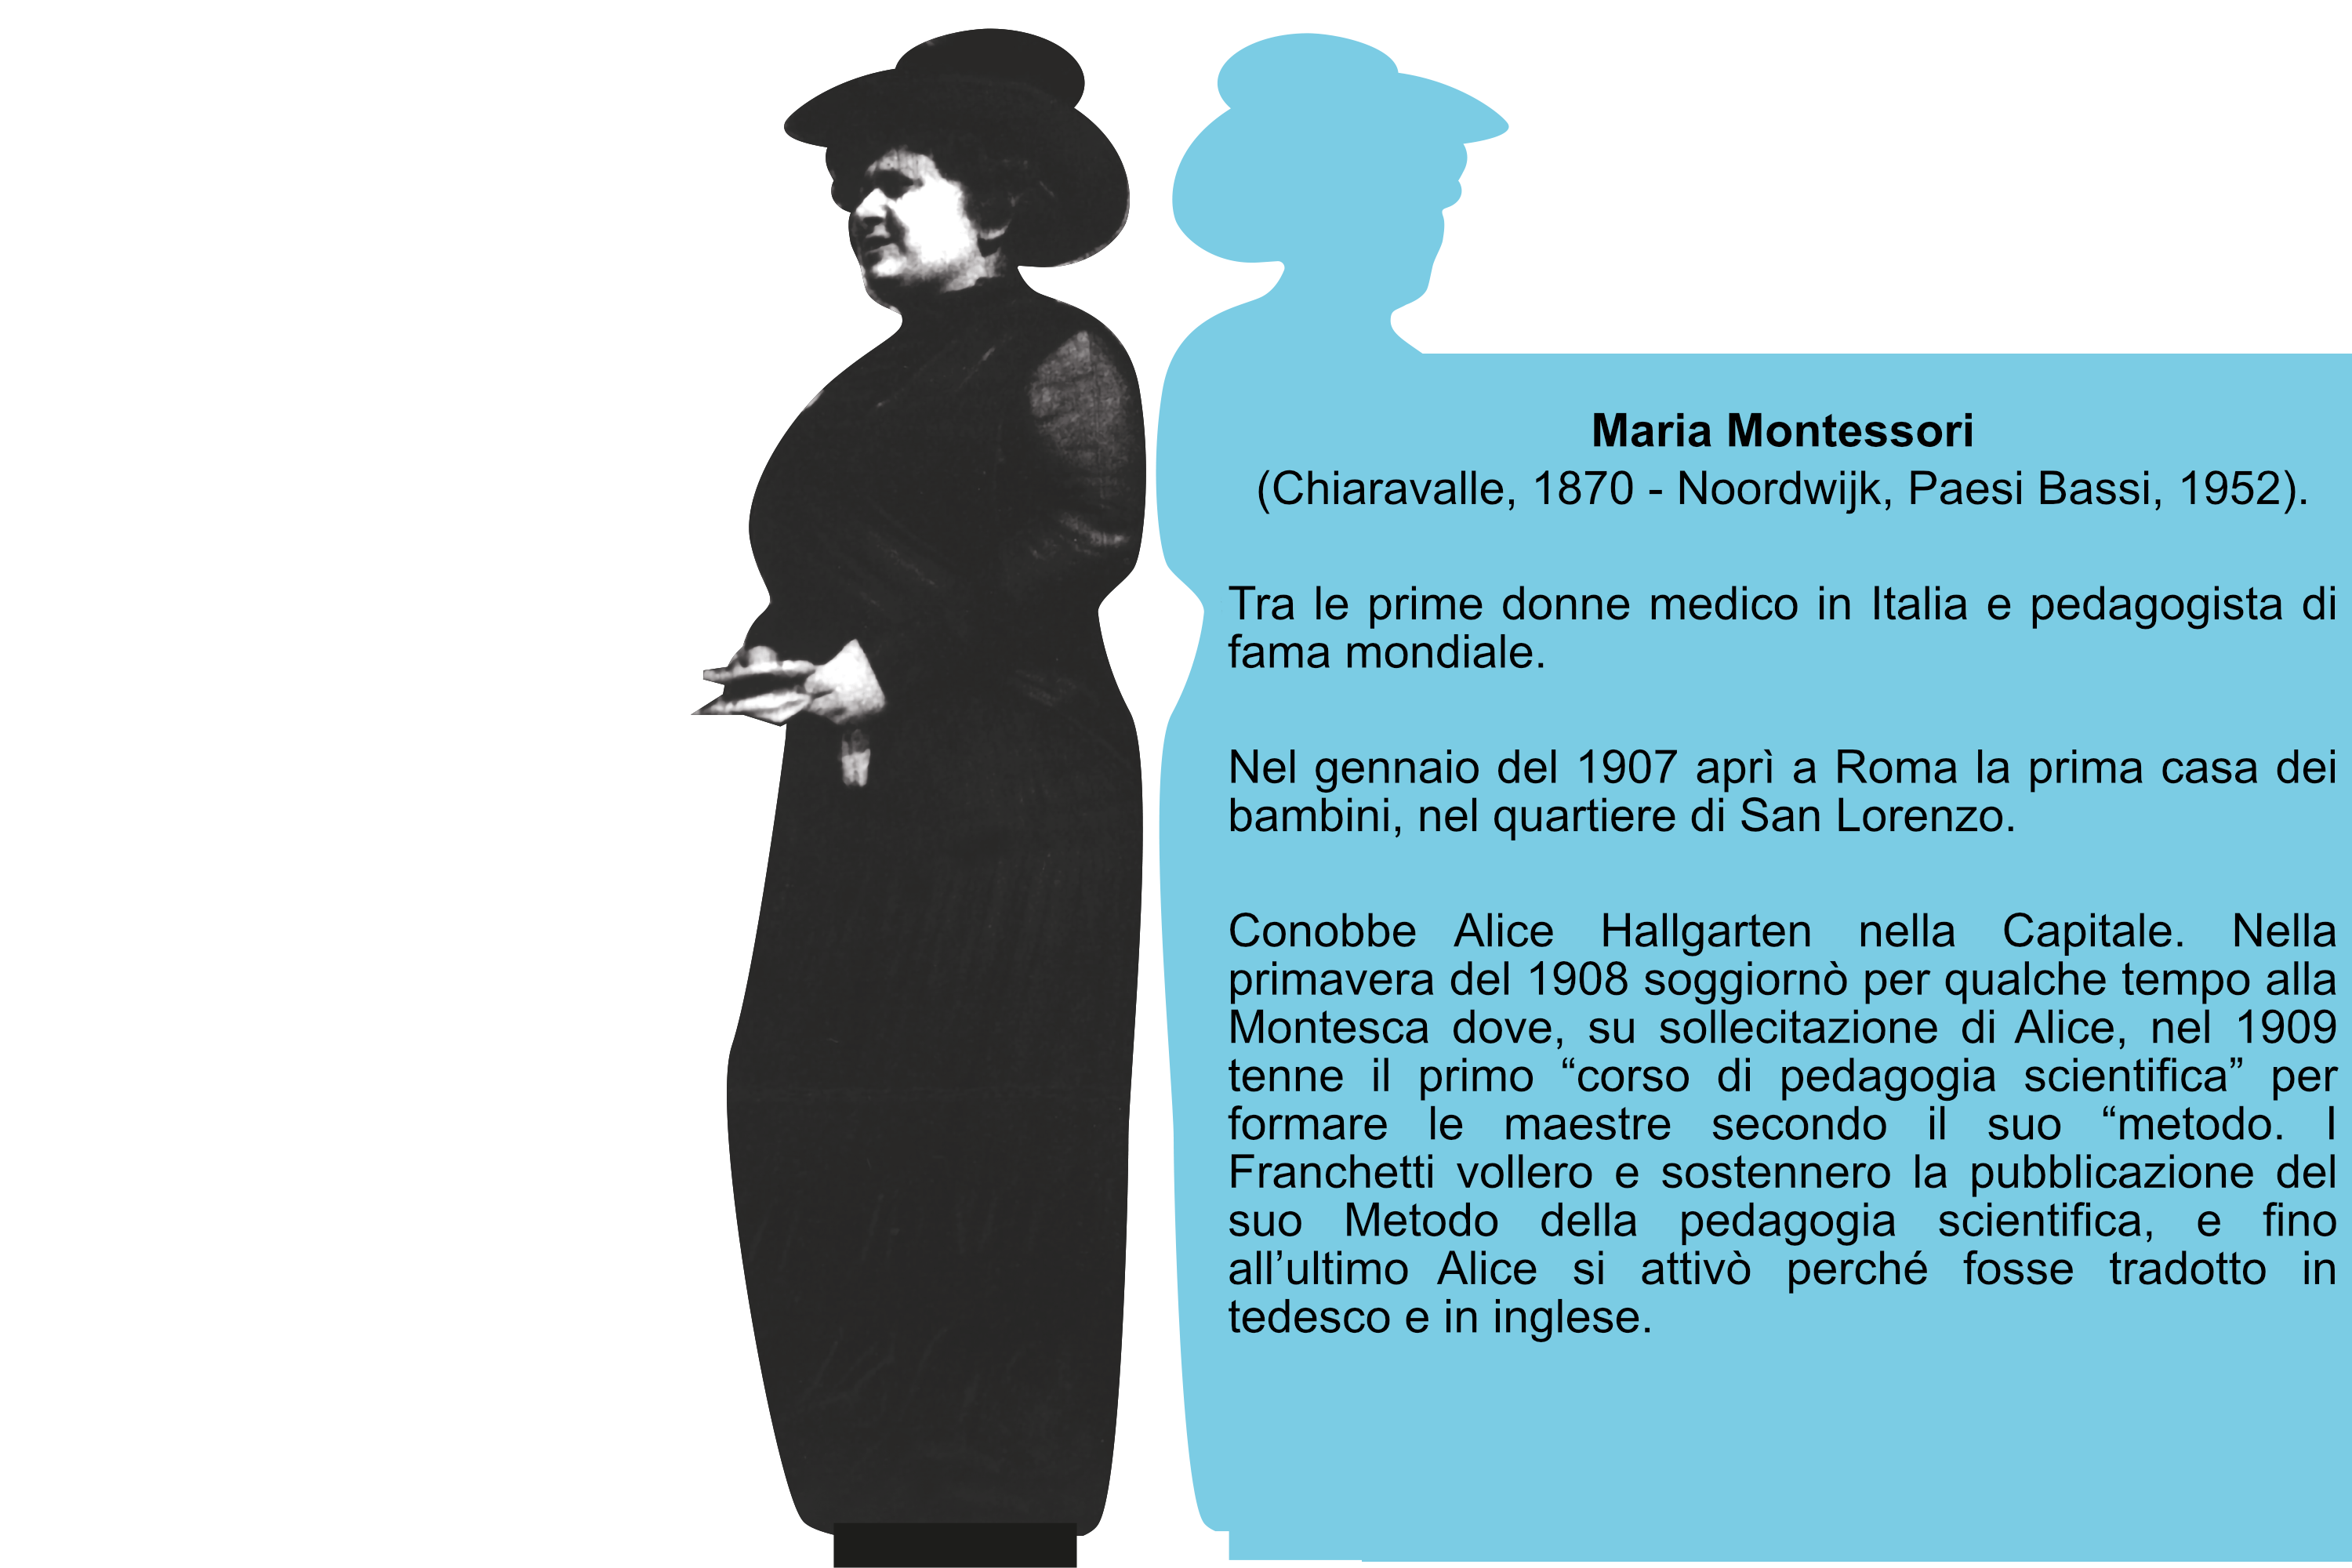 Maria Montessori
(Chiaravalle, 1870 - Noordwijk, Paesi Bassi, 1952).
Tra le prime donne medico in Italia e pedagogista di
fama mondiale.
Nel gennaio del 1907 aprì a Roma la prima casa dei
bambini, nel quartiere di San Lorenzo.
Conobbe Alice Hallgarten nella Capitale. Nella
primavera del 1908 soggiornò per qualche tempo alla
Montesca dove, su sollecitazione di Alice, nel 1909
tenne il primo “corso di pedagogia scientifica” per
formare le maestre secondo il suo “metodo. I
Franchetti vollero e sostennero la pubblicazione del
suo Metodo della pedagogia scientifica, e fino
all’ultimo Alice si attivò perché fosse tradotto in
tedesco e in inglese.